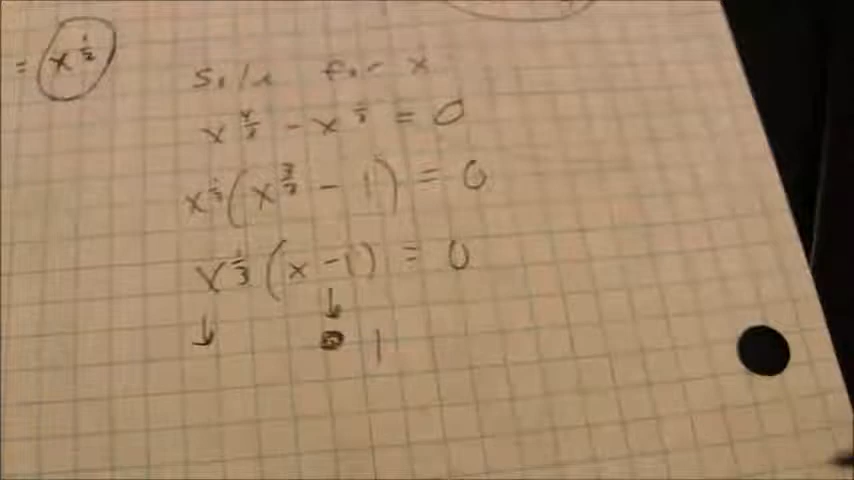 = x^1/2
Solve for x
x^4/3 - x^1/3 = 0
x^1/3 (x^3/3 - 1) = 0
x^1/3 (x - 1) = 0
↓ ↓
1